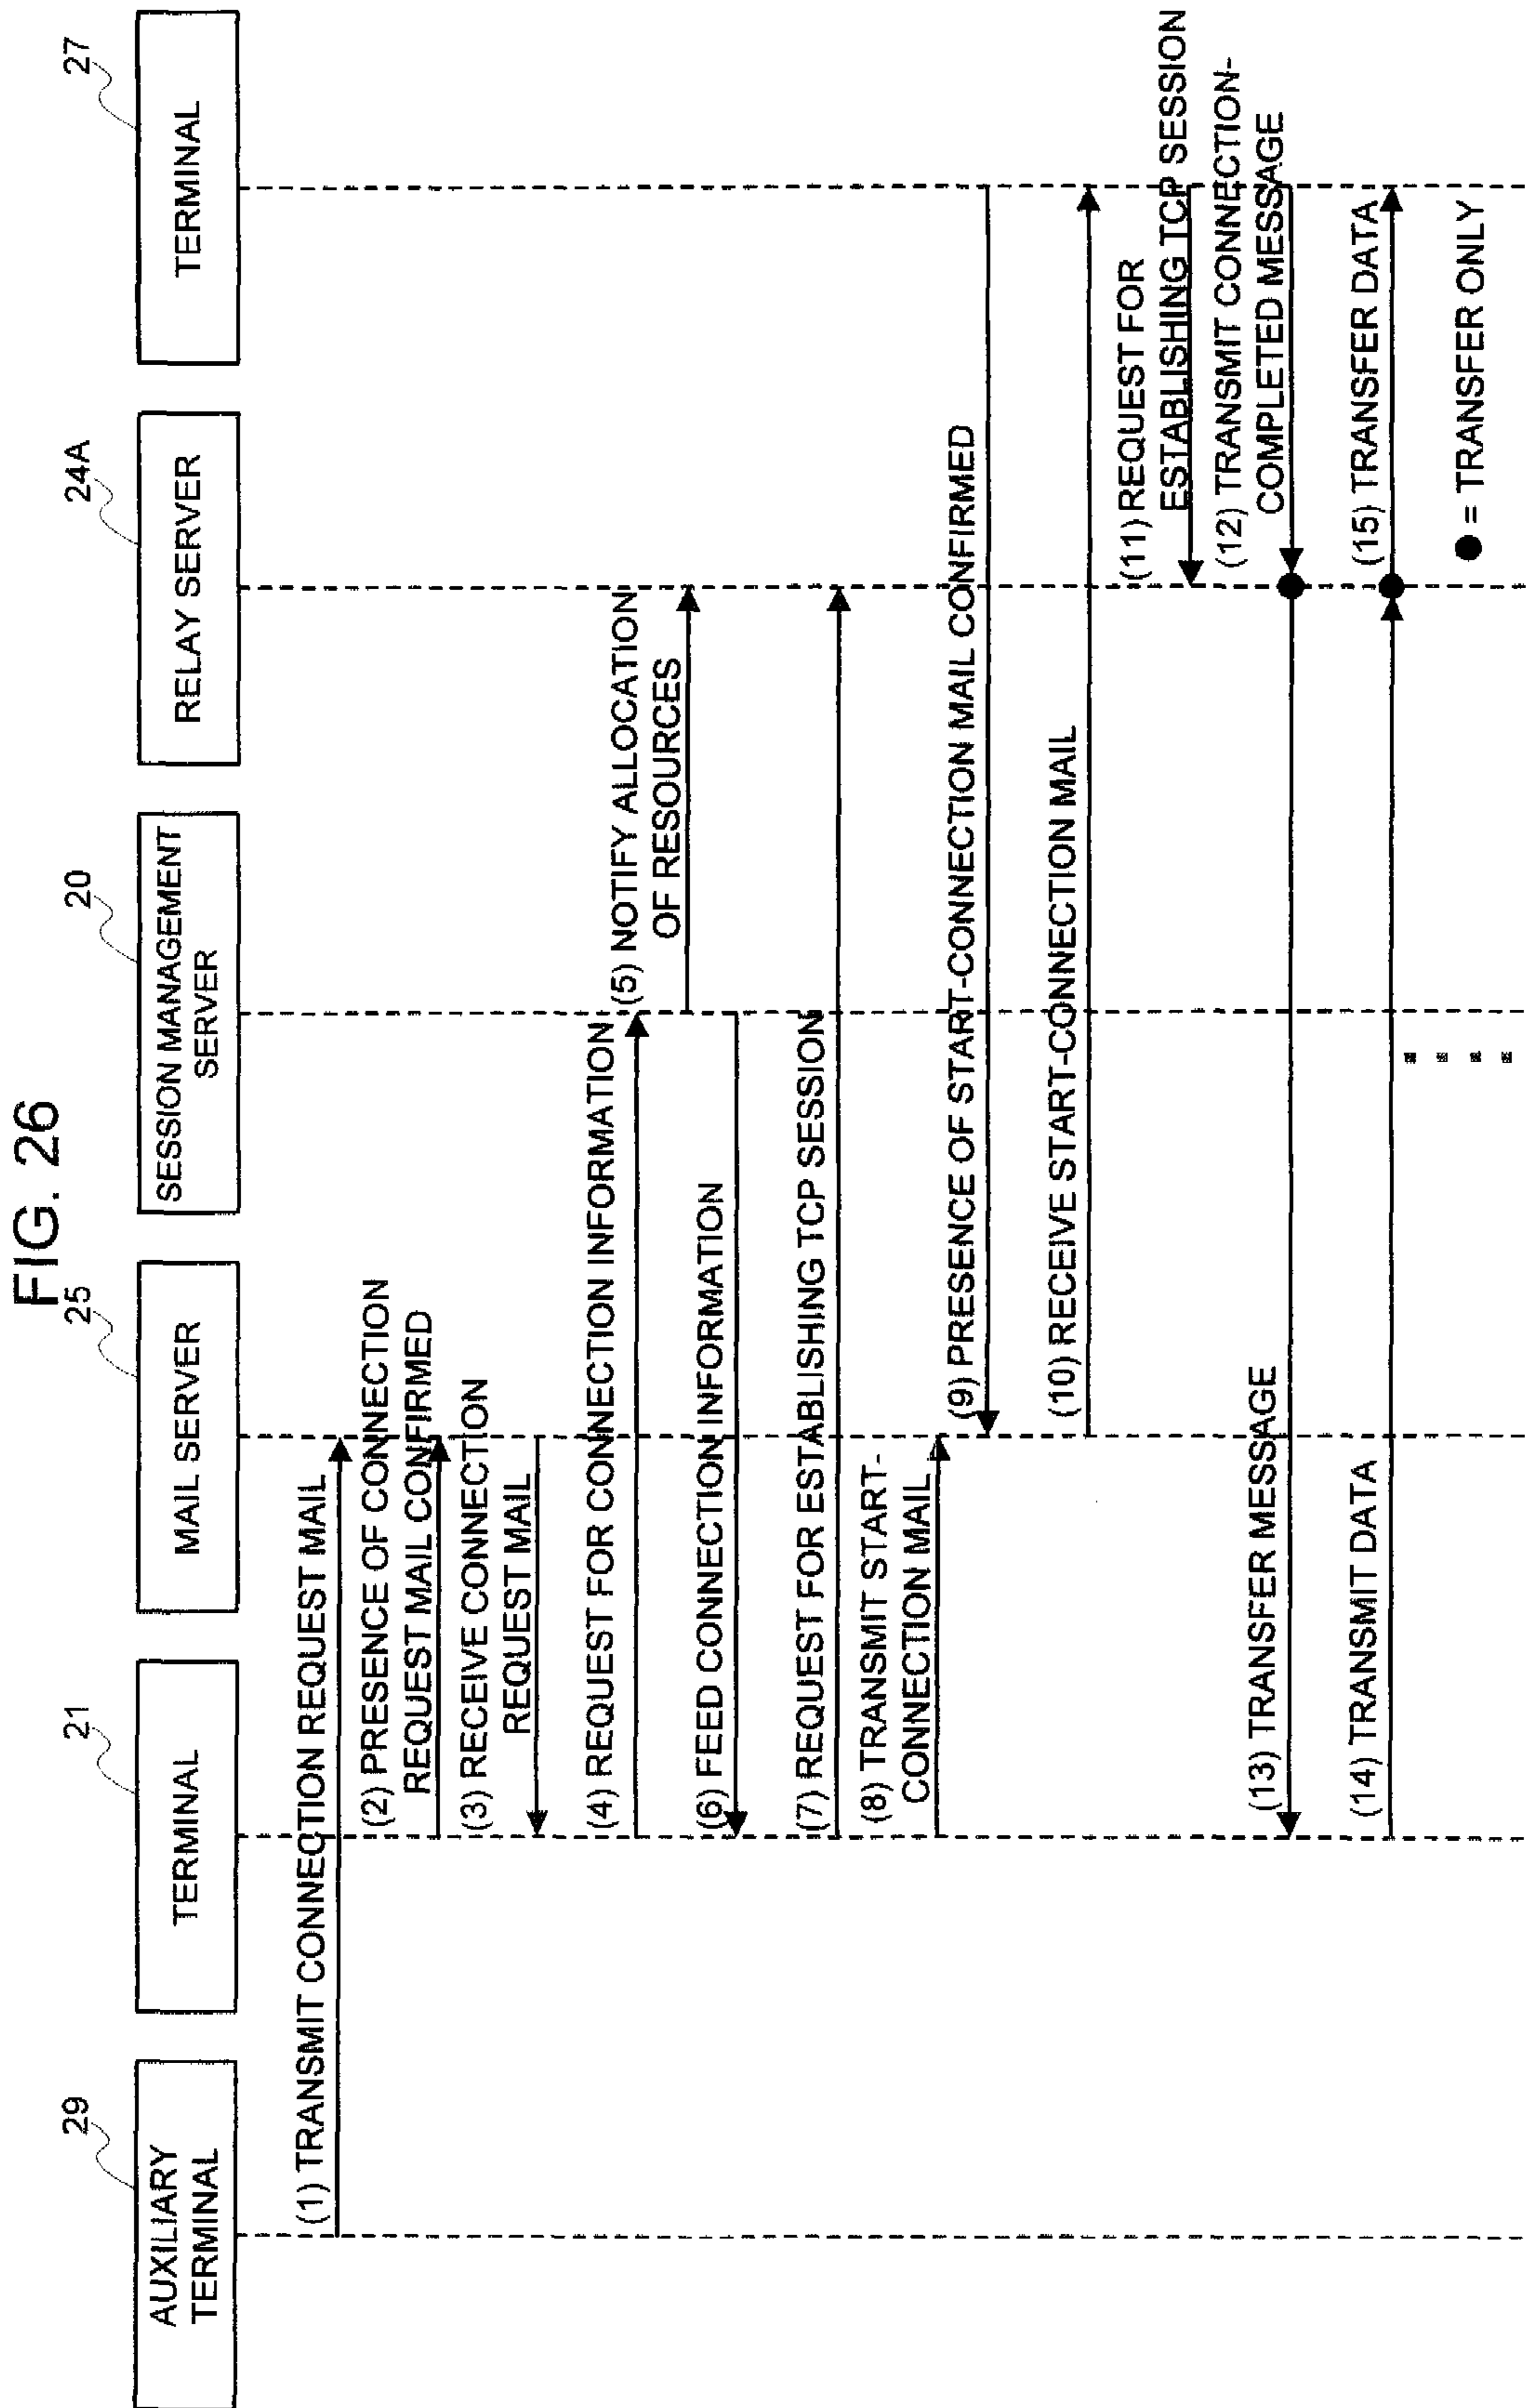 FIG. 26
29
21
25
20
24A
27
AUXILIARY
TERMINAL
TERMINAL
MAIL SERVER
SESSION MANAGEMENT
SERVER
RELAY SERVER
TERMINAL
(1) TRANSMIT CONNECTION REQUEST MAIL
(2) PRESENCE OF CONNECTION
REQUEST MAIL CONFIRMED
(3) RECEIVE CONNECTION
REQUEST MAIL
(4) REQUEST FOR CONNECTION INFORMATION
(5) NOTIFY ALLOCATION
OF RESOURCES
(6) FEED CONNECTION INFORMATION
(7) REQUEST FOR ESTABLISHING TCP SESSION
(8) TRANSMIT START-
CONNECTION MAIL
(9) PRESENCE OF START-CONNECTION MAIL CONFIRMED
(10) RECEIVE START-CONNECTION MAIL
(11) REQUEST FOR
ESTABLISHING TCP SESSION
(12) TRANSMIT CONNECTION-
COMPLETED MESSAGE
(13) TRANSFER MESSAGE
(14) TRANSMIT DATA
(15) TRANSFER DATA
● = TRANSFER ONLY